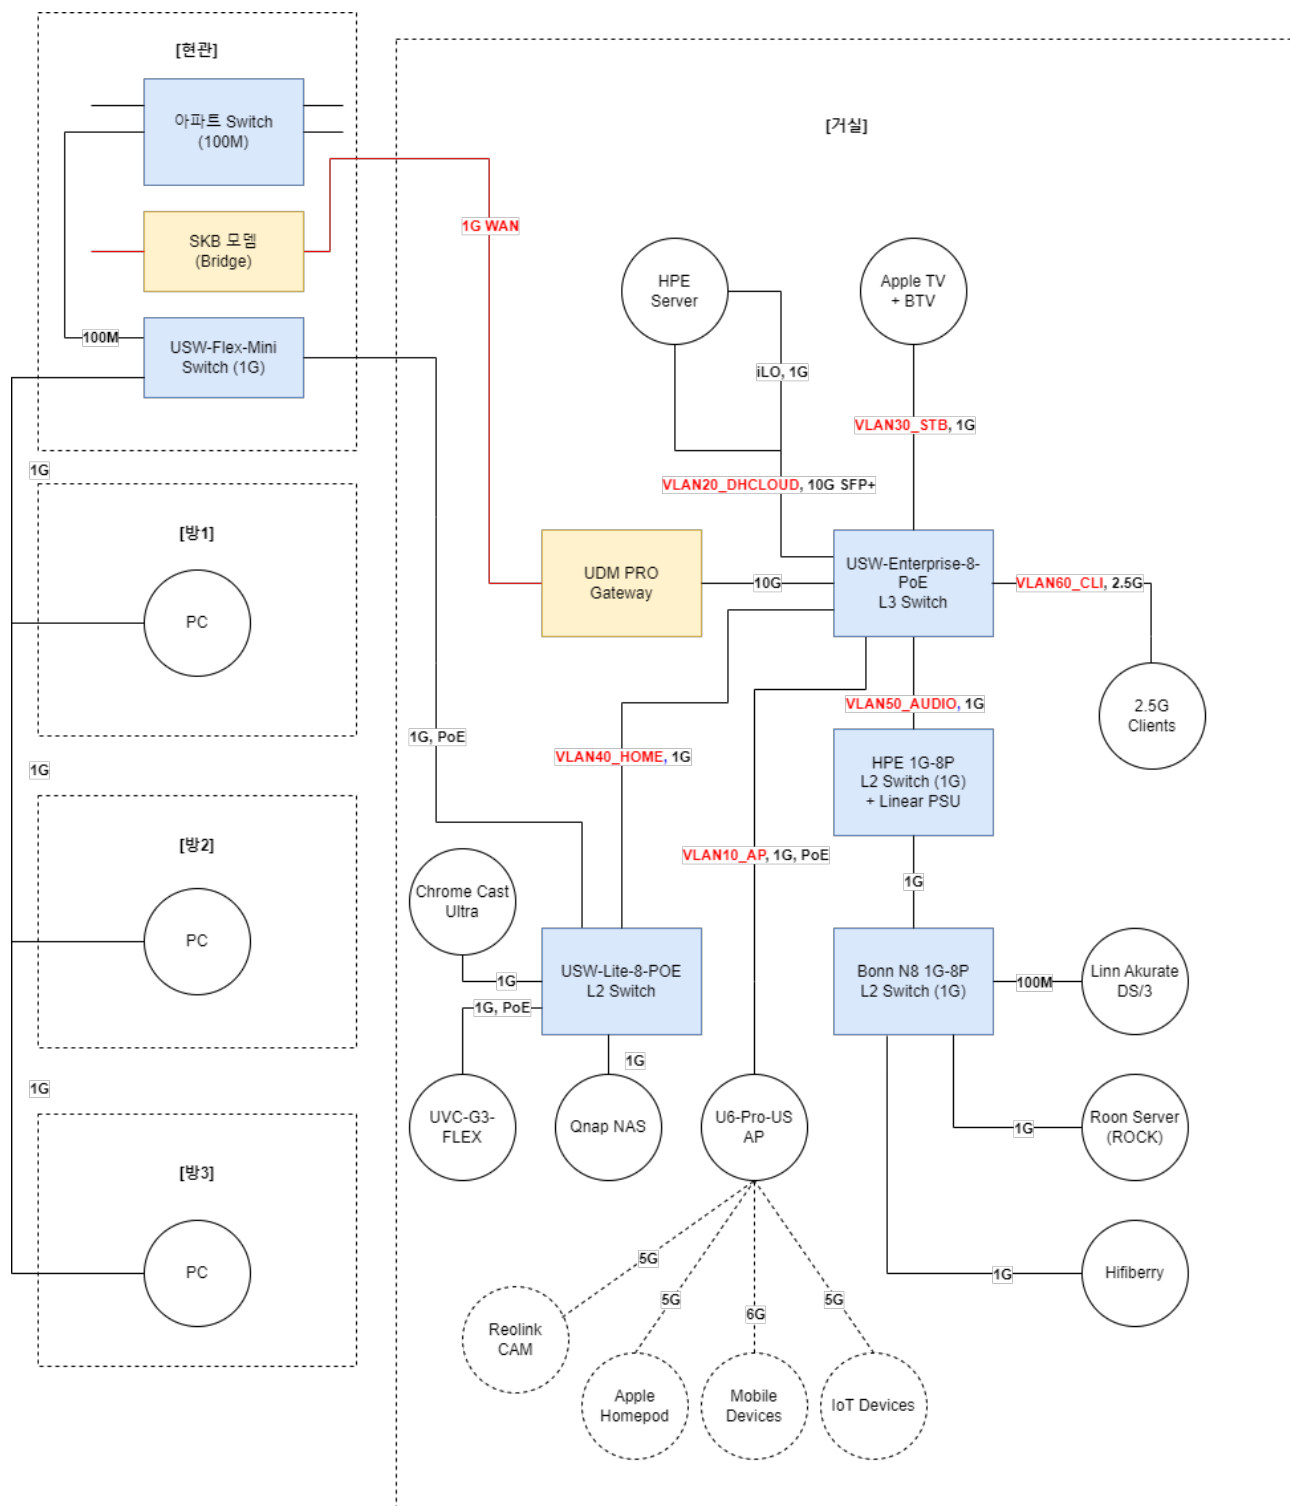 [현관]
아파트 Switch
(100M)
SKB 모뎀
(Bridge)
100M
USW-Flex-Mini
Switch (1G)
1G
[방1]
PC
1G
[방2]
PC
1G
[방3]
PC
[거실]
1G WAN
HPE
Server
Apple TV
+ BTV
iLO, 1G
VLAN30_STB, 1G
VLAN20_DHCLOUD, 10G SFP+
UDM PRO
Gateway
10G
USW-Enterprise-8-
PoE
L3 Switch
VLAN60_CLI, 2.5G
2.5G
Clients
1G, PoE
VLAN40_HOME, 1G
VLAN50_AUDIO, 1G
HPE 1G-8P
L2 Switch (1G)
+ Linear PSU
VLAN10_AP, 1G, PoE
1G
Chrome Cast
Ultra
1G
USW-Lite-8-POE
L2 Switch
1G, PoE
1G
UVC-G3-
FLEX
Qnap NAS
U6-Pro-US
AP
Bonn N8 1G-8P
L2 Switch (1G)
100M
Linn Akurate
DS/3
1G
Roon Server
(ROCK)
1G
Hifiberry
5G
5G
6G
5G
Reolink
CAM
Apple
Homepod
Mobile
Devices
IoT Devices